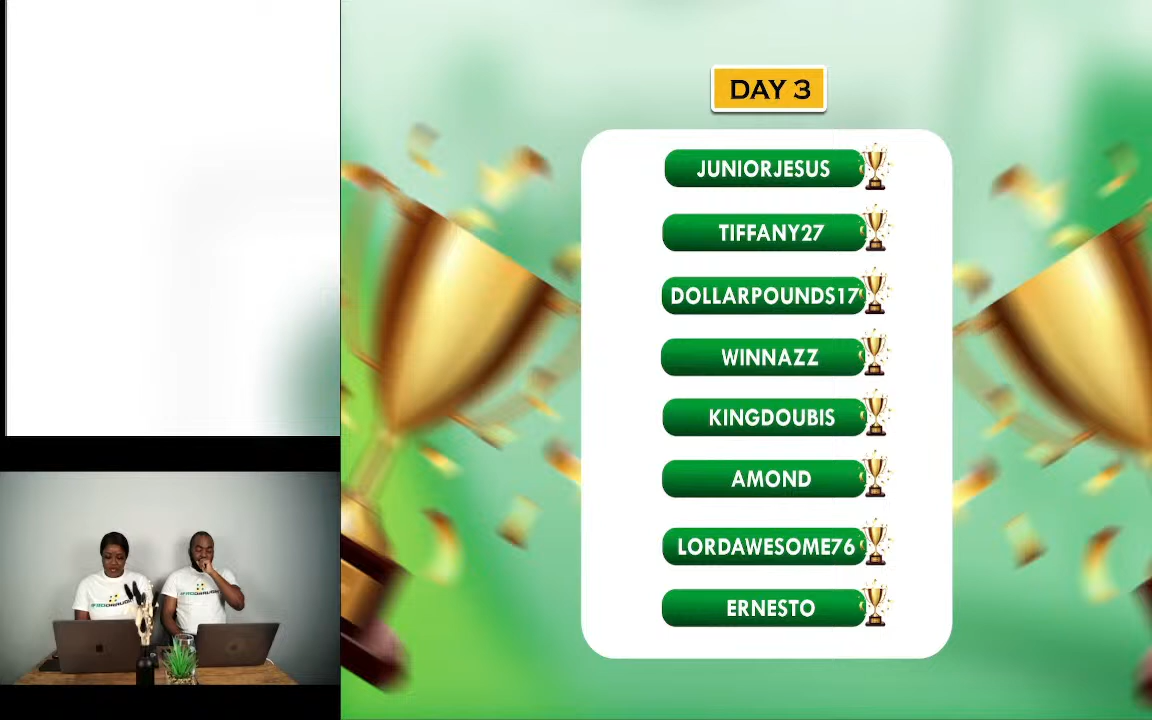 DAY 3
JUNIORJESUS
TIFFANY27
DOLLARPOUNDS17
WINNAZZ
KINGDOUBIS
AMOND
LORDAWESOME76
ERNESTO